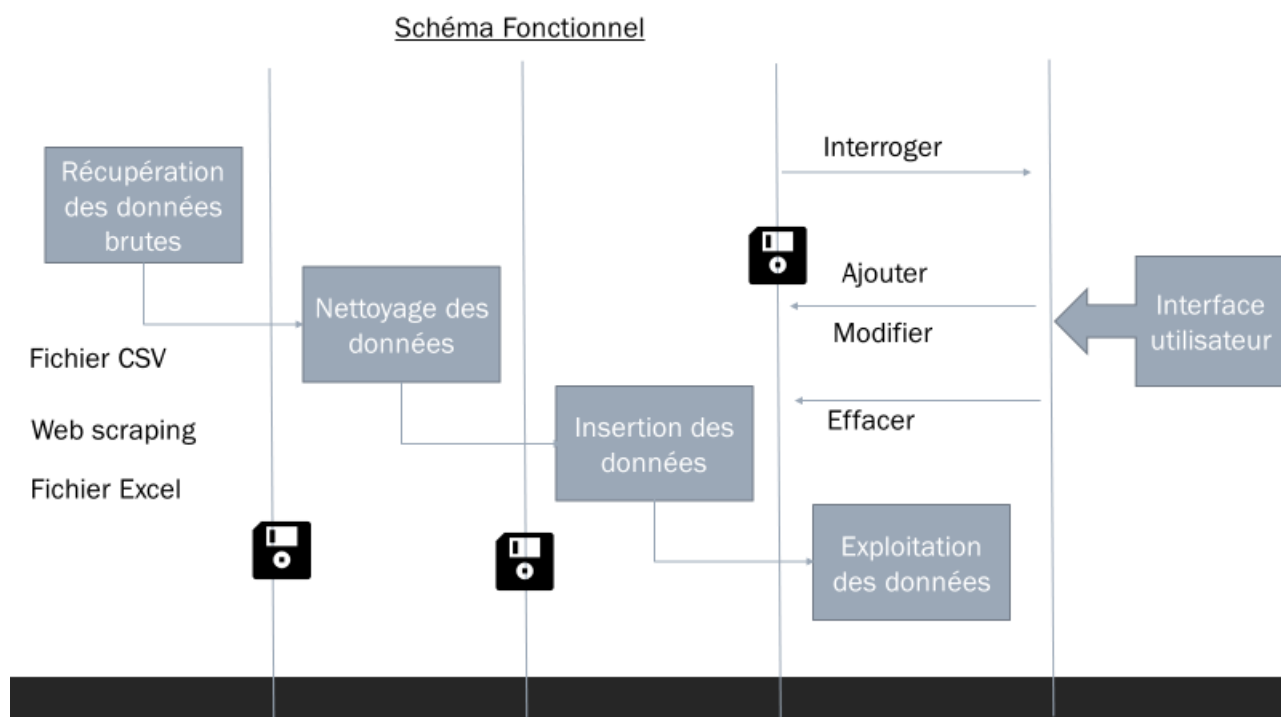 Schéma Fonctionnel
Récupération
des données
brutes
Fichier CSV
Web scraping
Fichier Excel
Nettoyage des
données
Insertion des
données
Exploitation
des données
Interroger
Ajouter
Modifier
Effacer
Interface
utilisateur